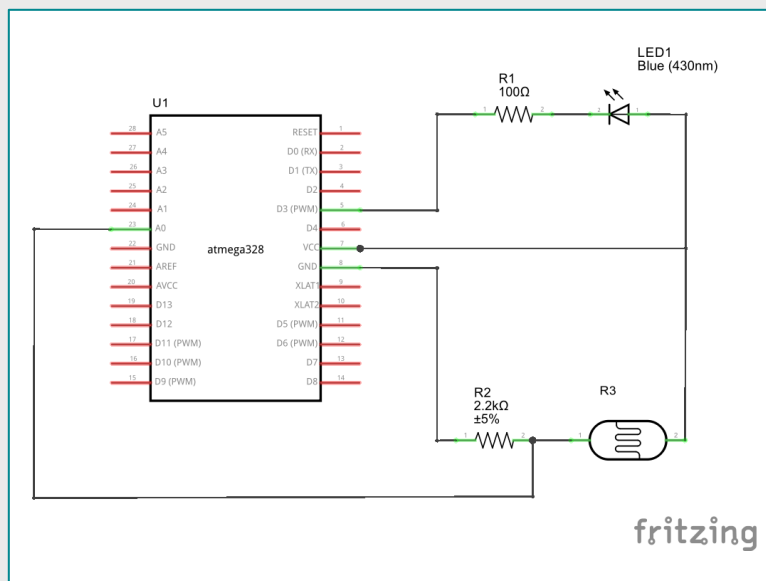 LED1
Blue (430nm)
R1
100Ω
1 2 2 1
U1
28 A5 RESET 1
27 A4 D0 (RX) 2
26 A3 D1 (TX) 3
25 A2 D2 4
24 A1 D3 (PWM) 5
23 A0 D4 6
22 GND VCC 7
21 AREF GND 8
20 AVCC XLAT1 9
19 D13 XLAT2 10
18 D12 D5 (PWM) 11
17 D11 (PWM) D6 (PWM) 12
16 D10 (PWM) D7 13
15 D9 (PWM) D8 14
atmega328
R2
2.2kΩ
±5%
R3
1 2 1 2
fritzing